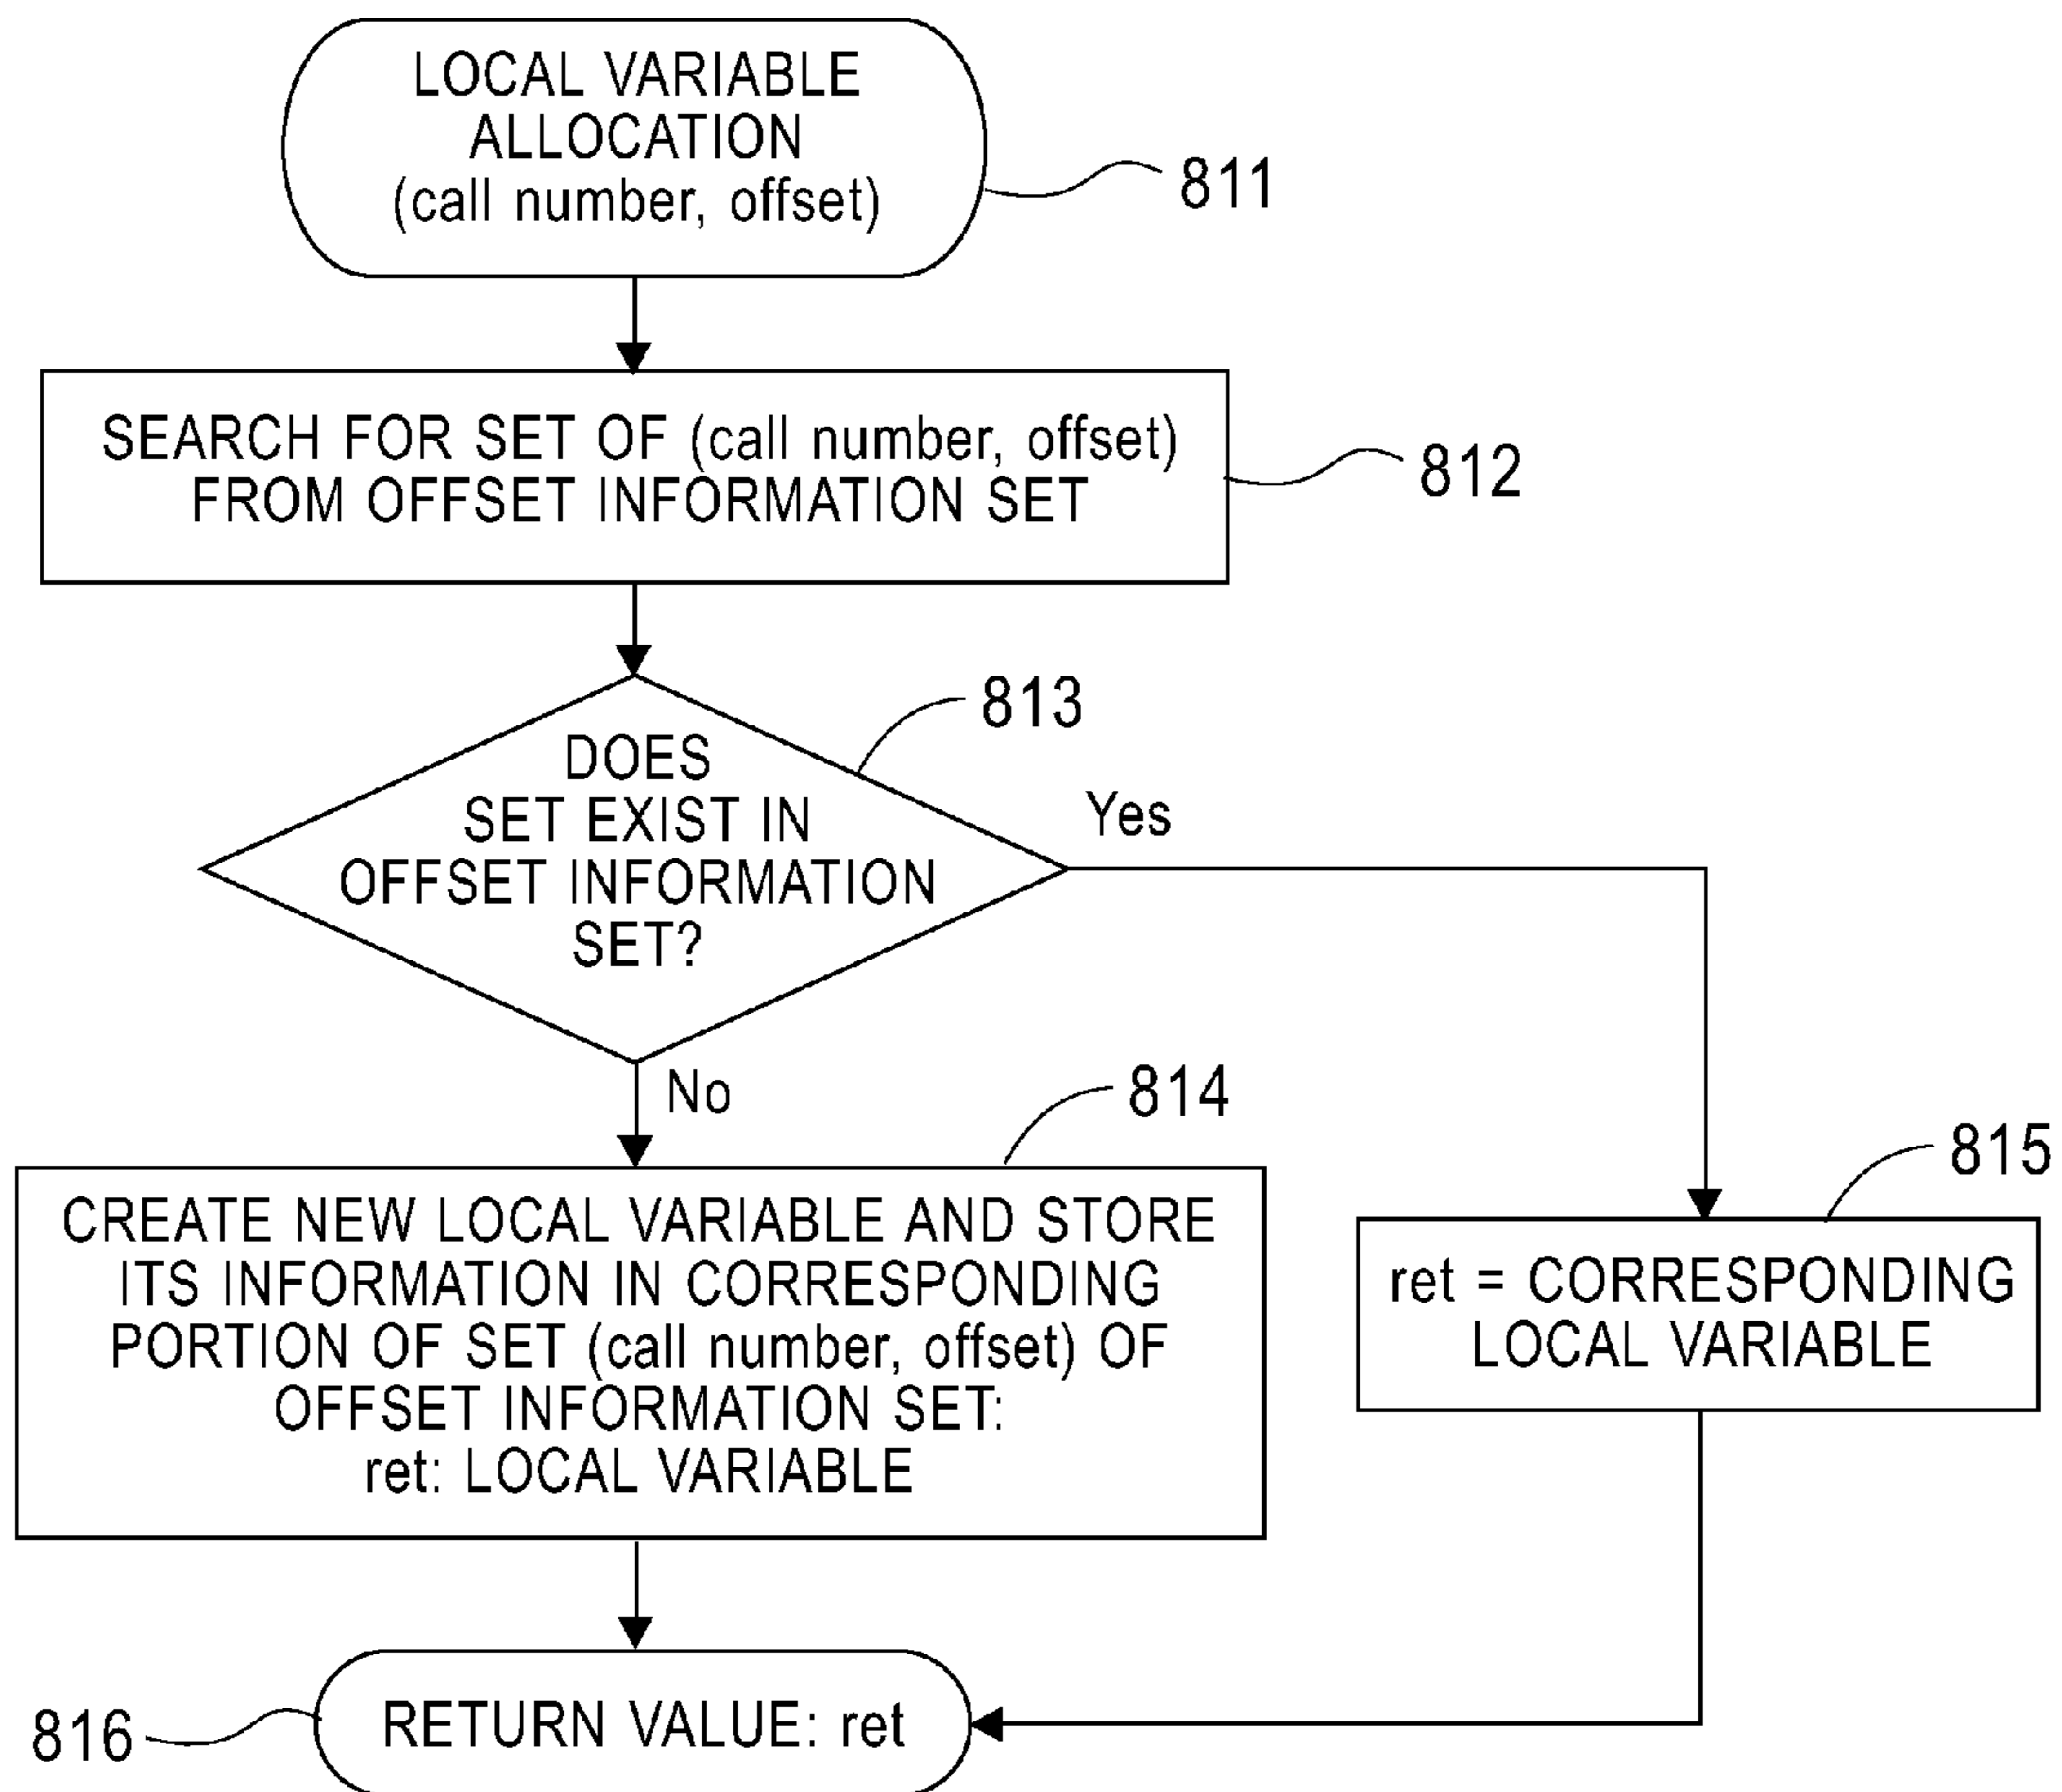 LOCAL VARIABLE
ALLOCATION
(call number, offset)
811
SEARCH FOR SET OF (call number, offset)
FROM OFFSET INFORMATION SET
812
813
DOES
SET EXIST IN
OFFSET INFORMATION
SET?
Yes
No
814
CREATE NEW LOCAL VARIABLE AND STORE
ITS INFORMATION IN CORRESPONDING
PORTION OF SET (call number, offset) OF
OFFSET INFORMATION SET:
ret: LOCAL VARIABLE
815
ret = CORRESPONDING
LOCAL VARIABLE
816
RETURN VALUE: ret